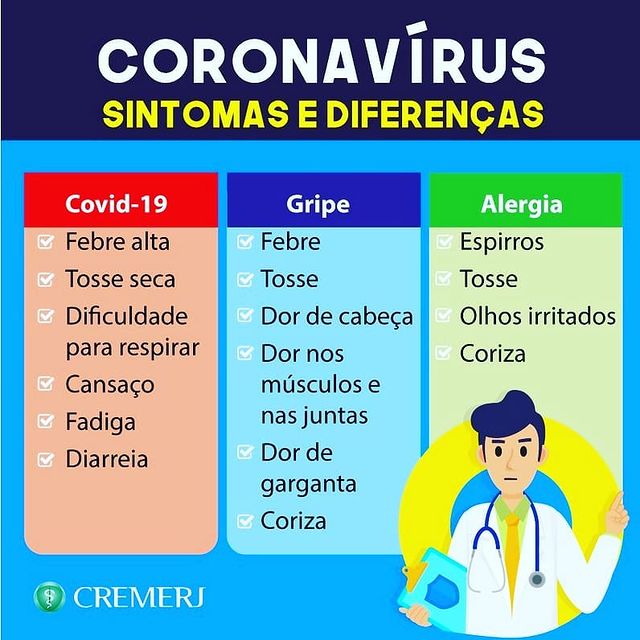 CORONAVÍRUS
SINTOMAS E DIFERENÇAS
Covid-19
Febre alta
Tosse seca
Dificuldade
para respirar
Cansaço
Fadiga
Diarreia
Gripe
Febre
Tosse
Dor de cabeça
Dor nos
músculos e
nas juntas
Dor de
garganta
Coriza
Alergia
Espirros
Tosse
Olhos irritados
Coriza
CREMERJ